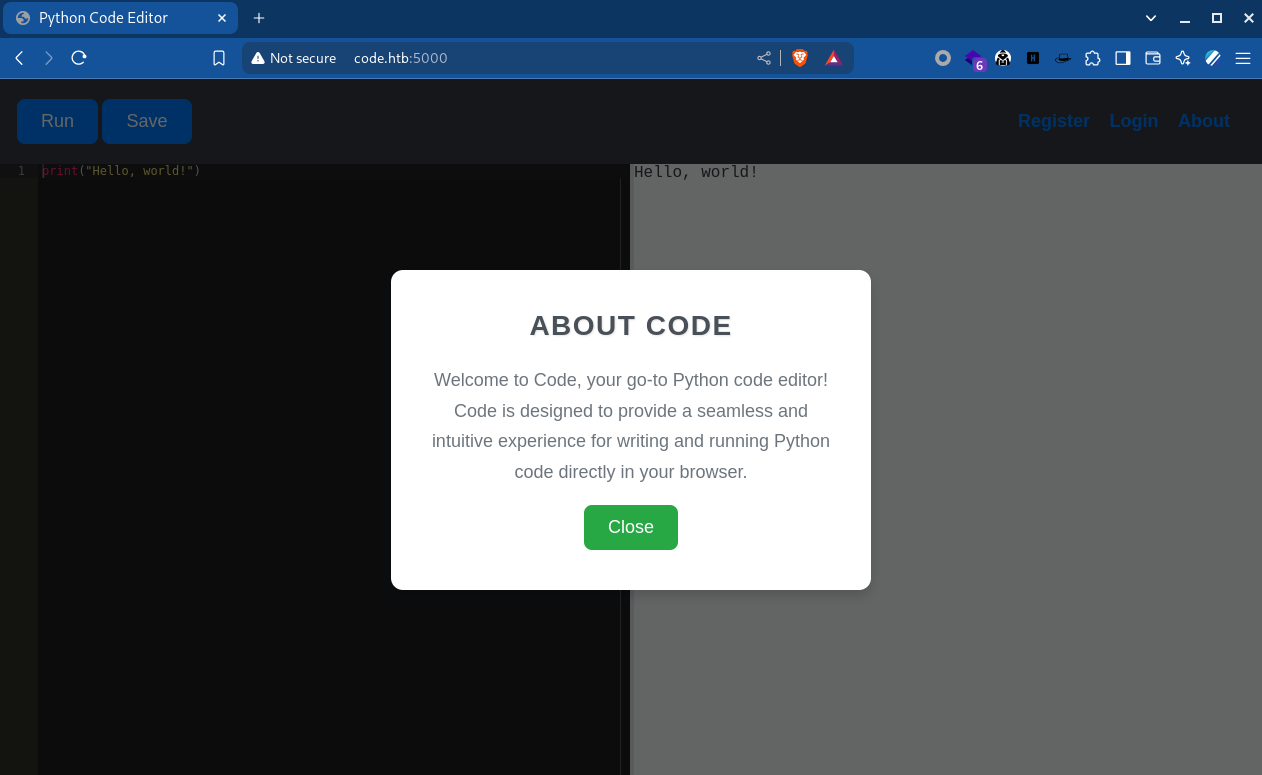 Python Code Editor
Not secure code.htb:5000
6
Run Save Register Login About
1 print("Hello, world!")
Hello, world!
ABOUT CODE
Welcome to Code, your go-to Python code editor!
Code is designed to provide a seamless and
intuitive experience for writing and running Python
code directly in your browser.
Close